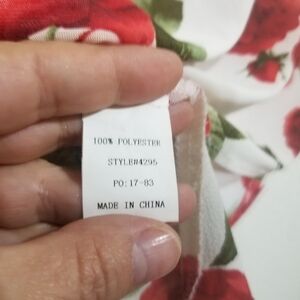 100% POLYESTER
STYLE#4295
PO:17-83
MADE IN CHINA